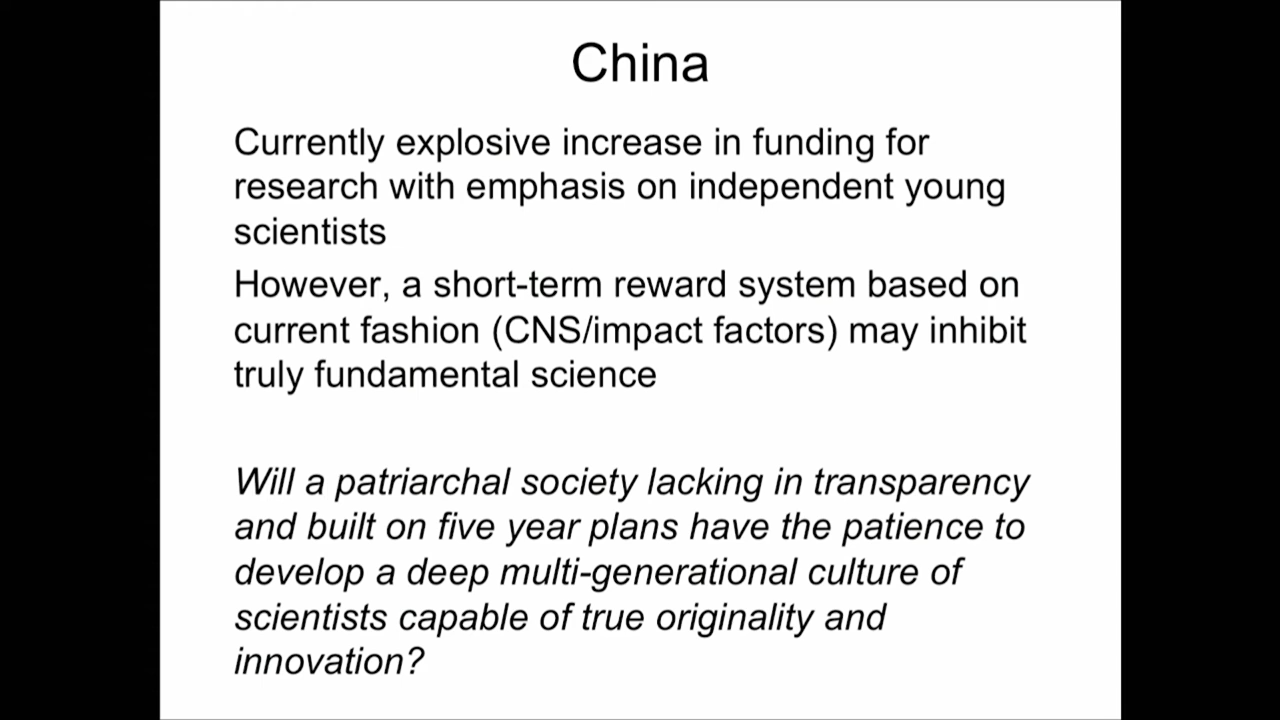 China
Currently explosive increase in funding for
research with emphasis on independent young
scientists
However, a short-term reward system based on
current fashion (CNS/impact factors) may inhibit
truly fundamental science
Will a patriarchal society lacking in transparency
and built on five year plans have the patience to
develop a deep multi-generational culture of
scientists capable of true originality and
innovation?